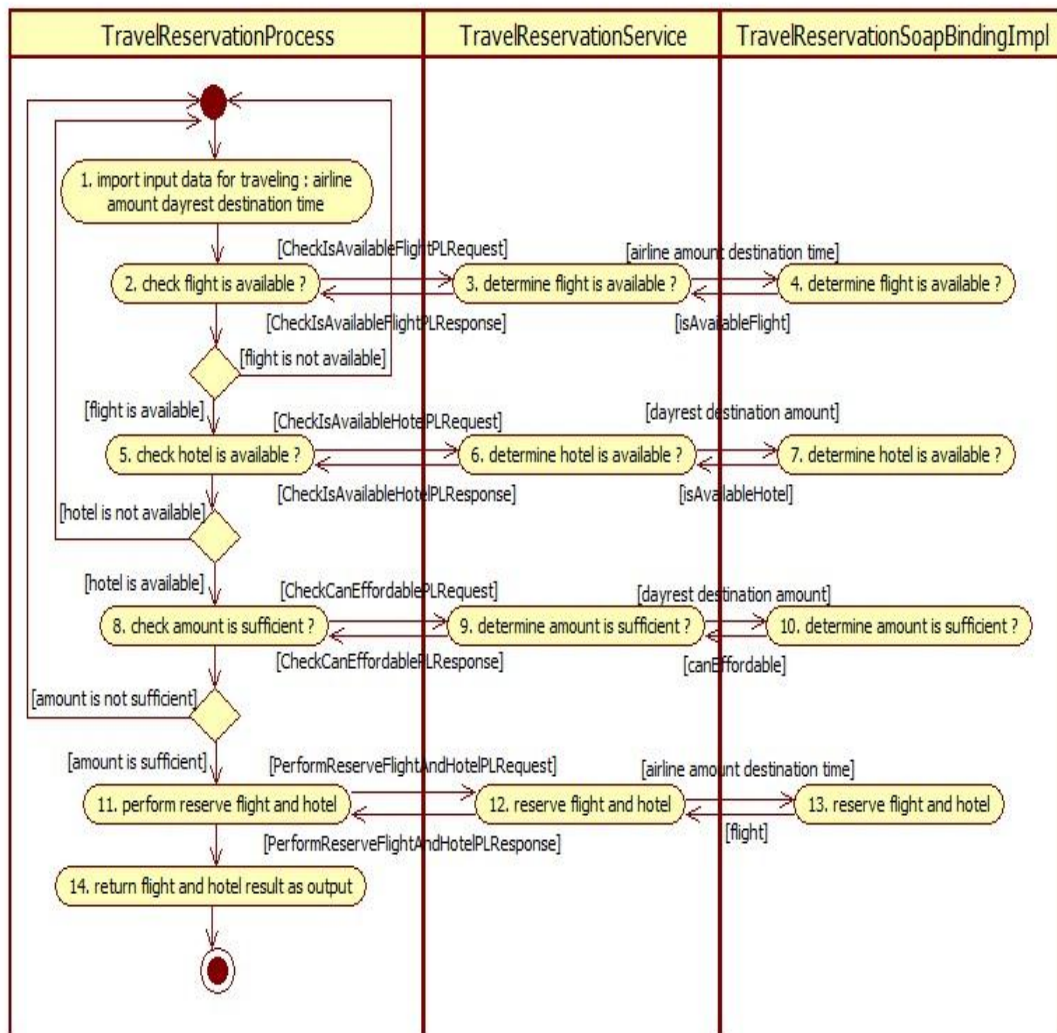 TravelReservationProcess
TravelReservationService
TravelReservationSoapBindingImpl
1. import input data for traveling : airline
amount dayrest destination time
[CheckIsAvailableFlightPLRequest]
[airline amount destination time]
2. check flight is available ?
3. determine flight is available ?
4. determine flight is available ?
[CheckIsAvailableFlightPLResponse]
[isAvailableFlight]
[flight is not available]
[flight is available]
[CheckIsAvailableHotelPLRequest]
[dayrest destination amount]
5. check hotel is available ?
6. determine hotel is available ?
7. determine hotel is available ?
[CheckIsAvailableHotelPLResponse]
[isAvailableHotel]
[hotel is not available]
[hotel is available]
[CheckCanEffordablePLRequest]
[dayrest destination amount]
8. check amount is sufficient ?
9. determine amount is sufficient ?
10. determine amount is sufficient ?
[CheckCanEffordablePLResponse]
[canEffordable]
[amount is not sufficient]
[amount is sufficient]
[PerformReserveFlightAndHotelPLRequest]
[airline amount destination time]
11. perform reserve flight and hotel
12. reserve flight and hotel
13. reserve flight and hotel
[PerformReserveFlightAndHotelPLResponse]
[flight]
14. return flight and hotel result as output